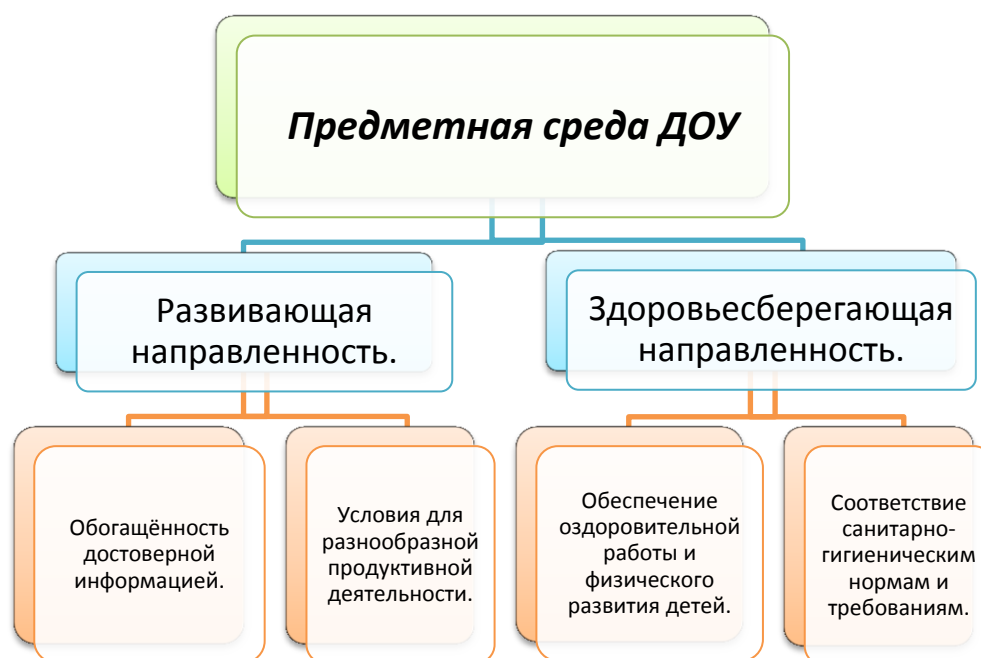 Предметная среда ДОУ
Развивающая
направленность.
Здоровьесберегающая
направленность.
Обогащённость
достоверной
информацией.
Условия для
разнообразной
продуктивной
деятельности.
Обеспечение
оздоровительной
работы и
физического
развития детей.
Соответствие
санитарно-
гигиеническим
нормам и
требованиям.